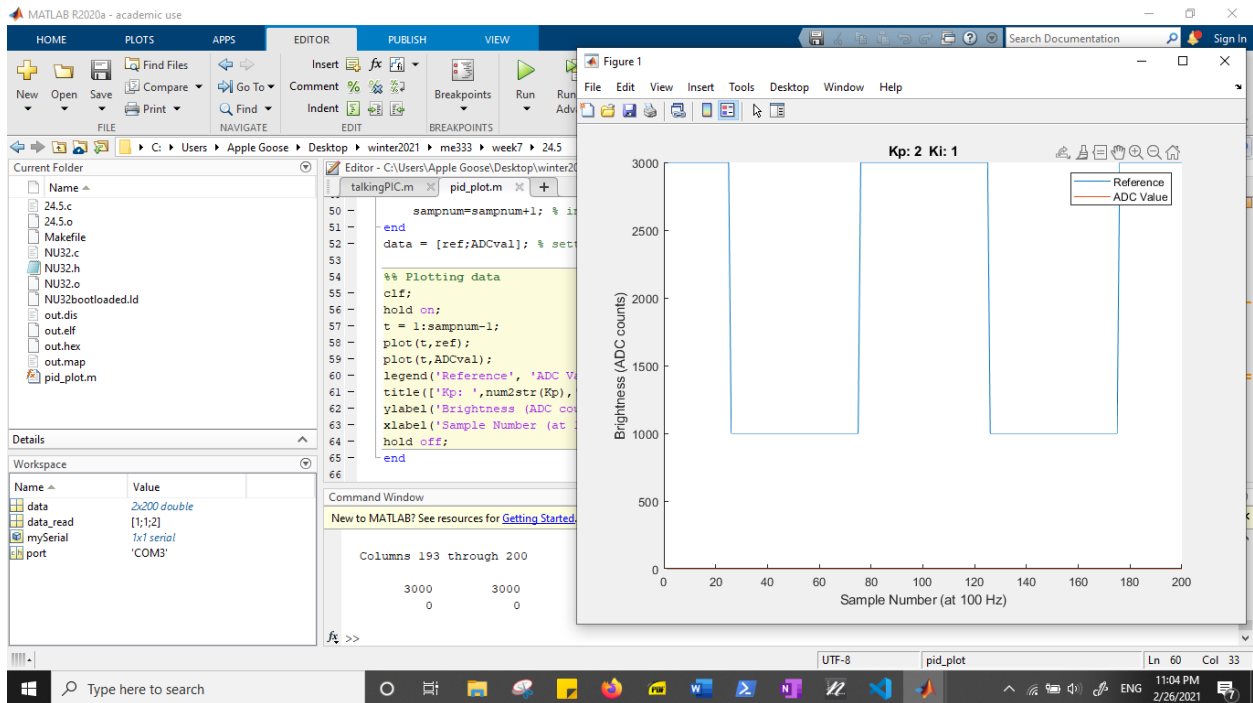 MATLAB R2020a - academic use
HOME PLOTS APPS EDITOR PUBLISH VIEW
Search Documentation
Sign In
New Open Save
Find Files
Compare
Print
Go To
Find
Insert
Comment
Indent
Breakpoints
Run
Run
Adv
FILE NAVIGATE EDIT BREAKPOINTS
C: Users Apple Goose Desktop winter2021 me333 week7 24.5
Current Folder
Name
24.5.c
24.5.o
Makefile
NU32.c
NU32.h
NU32.o
NU32bootloaded.ld
out.dis
out.elf
out.hex
out.map
pid_plot.m
Details
Workspace
Name Value
data 2x200 double
data_read [1;1;2]
mySerial 1x1 serial
port 'COM3'
Editor - C:\Users\Apple Goose\Desktop\winter20
talkingPIC.m pid_plot.m
50 sampnum=sampnum+1; % i
51 end
52 data = [ref;ADCval]; % set
53
54 %% Plotting data
55 clf;
56 hold on;
57 t = 1:sampnum-1;
58 plot(t,ref);
59 plot(t,ADCval);
60 legend('Reference', 'ADC Va
61 title(['Kp: ',num2str(Kp),'
62 ylabel('Brightness (ADC cou
63 xlabel('Sample Number (at
64 hold off;
65 end
66
Command Window
New to MATLAB? See resources for Getting Started.
Columns 193 through 200
3000 3000
0 0
fx >>
Figure 1
File Edit View Insert Tools Desktop Window Help
Kp: 2 Ki: 1
Reference
ADC Value
3000
2500
2000
1500
1000
500
0
Brightness (ADC counts)
0 20 40 60 80 100 120 140 160 180 200
Sample Number (at 100 Hz)
UTF-8 pid_plot Ln 60 Col 33
Type here to search
ENG
11:04 PM
2/26/2021